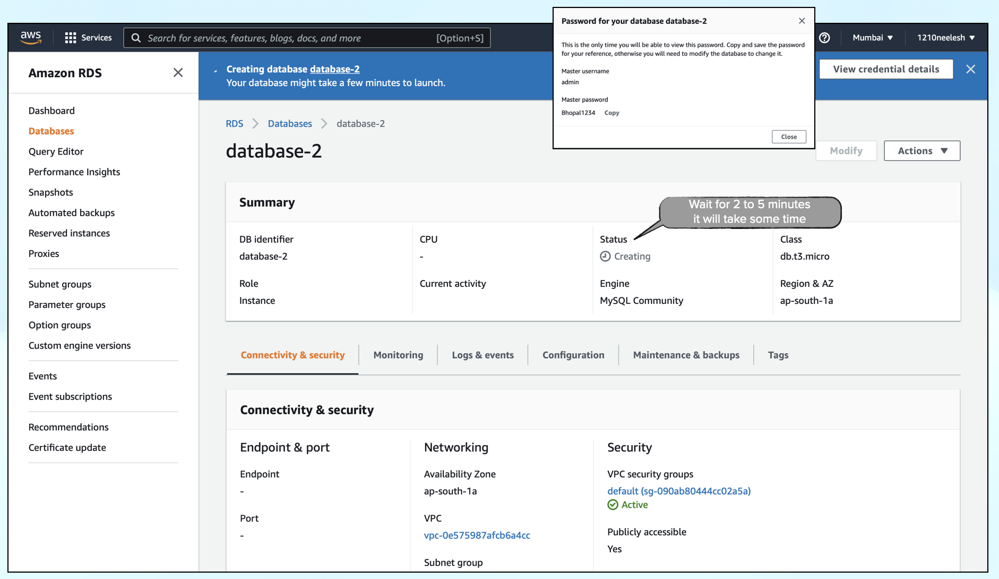 aws
Services
Search for services, features, blogs, docs, and more
[Option+S]
Mumbai
1210neelesh
Password for your database database-2
This is the only time you will be able to view this password. Copy and save the password
for your reference, otherwise you will need to modify the database to change it.
Master username
admin
Master password
Bhopal1234 Copy
Close
Amazon RDS
Creating database database-2
Your database might take a few minutes to launch.
View credential details
Dashboard
Databases
Query Editor
Performance Insights
Snapshots
Automated backups
Reserved instances
Proxies
Subnet groups
Parameter groups
Option groups
Custom engine versions
Events
Event subscriptions
Recommendations
Certificate update
RDS
Databases
database-2
database-2
Modify
Actions
Summary
Wait for 2 to 5 minutes
it will take some time
DB identifier
database-2
CPU
-
Status
Creating
Class
db.t3.micro
Role
Instance
Current activity
Engine
MySQL Community
Region & AZ
ap-south-1a
Connectivity & security
Monitoring
Logs & events
Configuration
Maintenance & backups
Tags
Connectivity & security
Endpoint & port
Endpoint
-
Port
-
Networking
Availability Zone
ap-south-1a
VPC
vpc-0e575987afcb6a4cc
Subnet group
Security
VPC security groups
default (sg-090ab80444cc02a5a)
Active
Publicly accessible
Yes